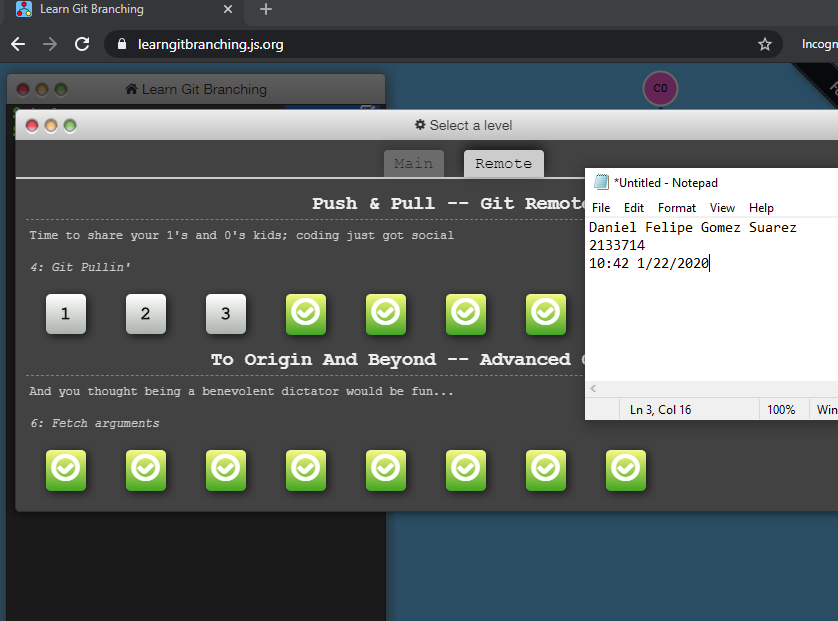 Learn Git Branching
learngitbranching.js.org
Learn Git Branching
CO
Select a level
Main Remote
Push & Pull -- Git Remote
Time to share your 1's and 0's kids; coding just got social
4: Git Pullin'
1 2 3
To Origin And Beyond -- Advanced
And you thought being a benevolent dictator would be fun...
6: Fetch arguments
*Untitled - Notepad
File Edit Format View Help
Daniel Felipe Gomez Suarez
2133714
10:42 1/22/2020
Ln 3, Col 16 100% Win